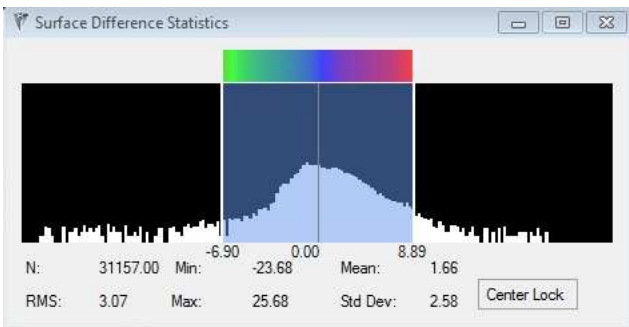 Surface Difference Statistics
-6.90 0.00 8.89
N: 31157.00 Min: -23.68 Mean: 1.66
RMS: 3.07 Max: 25.68 Std Dev: 2.58 Center Lock